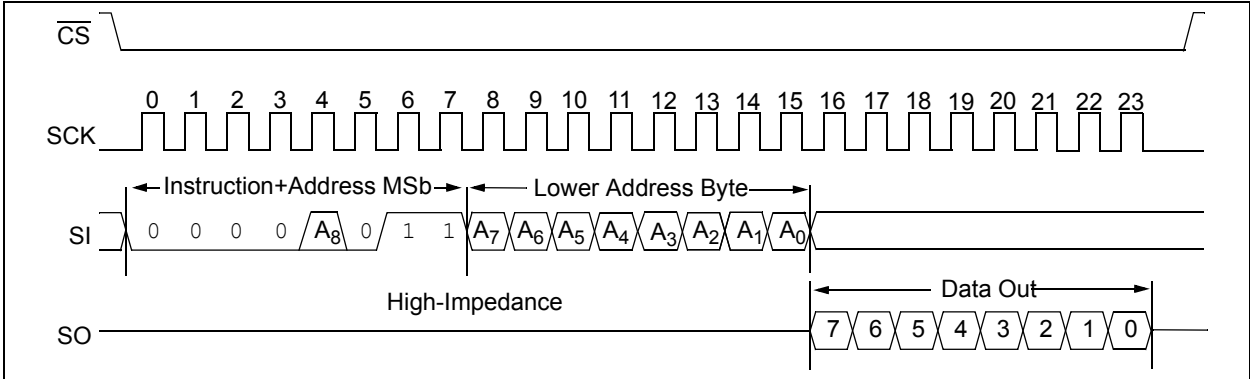 CS
0 1 2 3 4 5 6 7 8 9 10 11 12 13 14 15 16 17 18 19 20 21 22 23
SCK
Instruction+Address MSb Lower Address Byte
SI 0 0 0 0 A8 0 1 1 A7 A6 A5 A4 A3 A2 A1 A0
Data Out
High-Impedance
SO 7 6 5 4 3 2 1 0